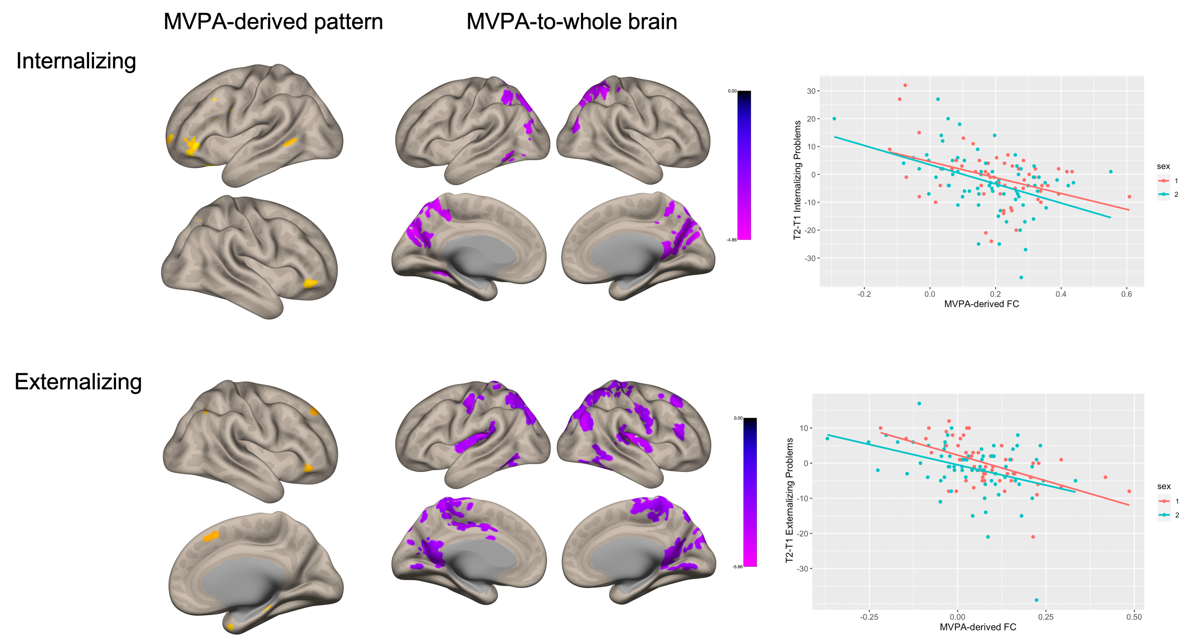 MVPA-derived pattern
MVPA-to-whole brain
Internalizing
0.00
-4.86
30
20
10
0
-10
-20
-30
T2-T1 Internalizing Problems
-0.2
0.0
0.2
0.4
0.6
MVPA-derived FC
sex
1
2
Externalizing
0.00
-5.86
10
0
-10
-20
-30
T2-T1 Externalizing Problems
-0.25
0.00
0.25
0.50
MVPA-derived FC
sex
1
2